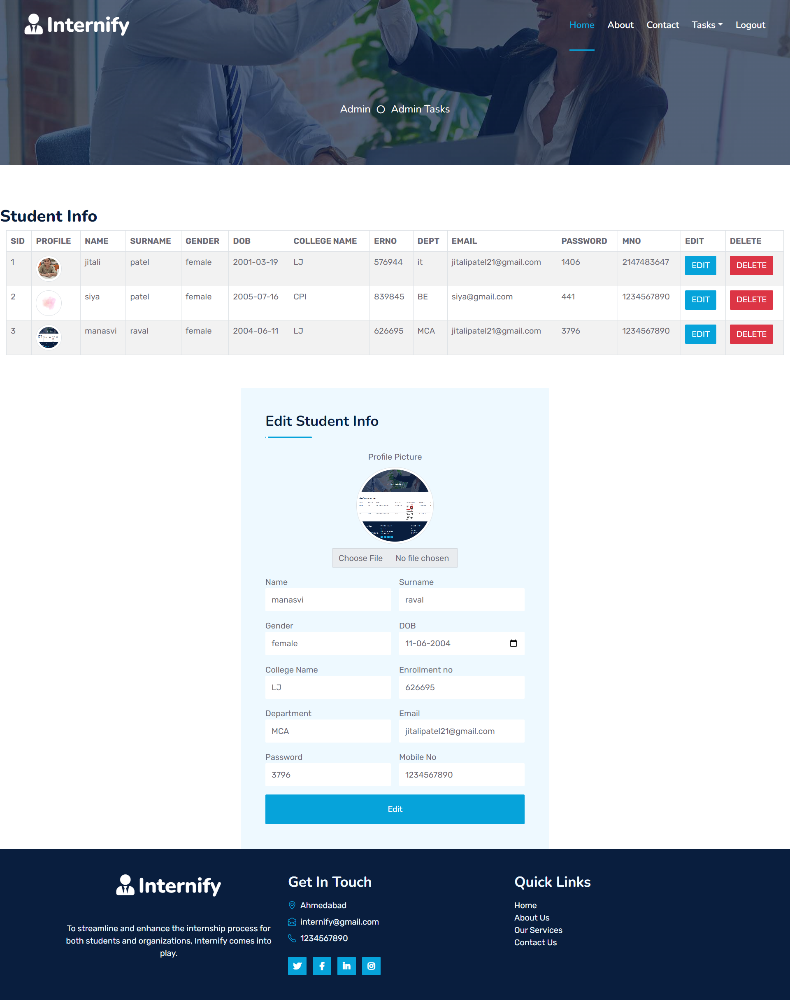 Internify
Home About Contact Tasks Logout
Admin Admin Tasks
Student Info
SID PROFILE NAME SURNAME GENDER DOB COLLEGE NAME ERNO DEPT EMAIL PASSWORD MNO EDIT DELETE
1 jitali patel female 2001-03-19 LJ 576944 it jitalipatel21@gmail.com 1406 2147483647 EDIT DELETE
2 siya patel female 2005-07-16 CPI 839845 BE siya@gmail.com 441 1234567890 EDIT DELETE
3 manasvi raval female 2004-06-11 LJ 626695 MCA jitalipatel21@gmail.com 3796 1234567890 EDIT DELETE
Edit Student Info
Profile Picture
Choose File No file chosen
Name Surname
manasvi raval
Gender DOB
female 11-06-2004
College Name Enrollment no
LJ 626695
Department Email
MCA jitalipatel21@gmail.com
Password Mobile No
3796 1234567890
Edit
Internify
To streamline and enhance the internship process for
both students and organizations, Internify comes into
play.
Get In Touch
Ahmedabad
internify@gmail.com
1234567890
Quick Links
Home
About Us
Our Services
Contact Us